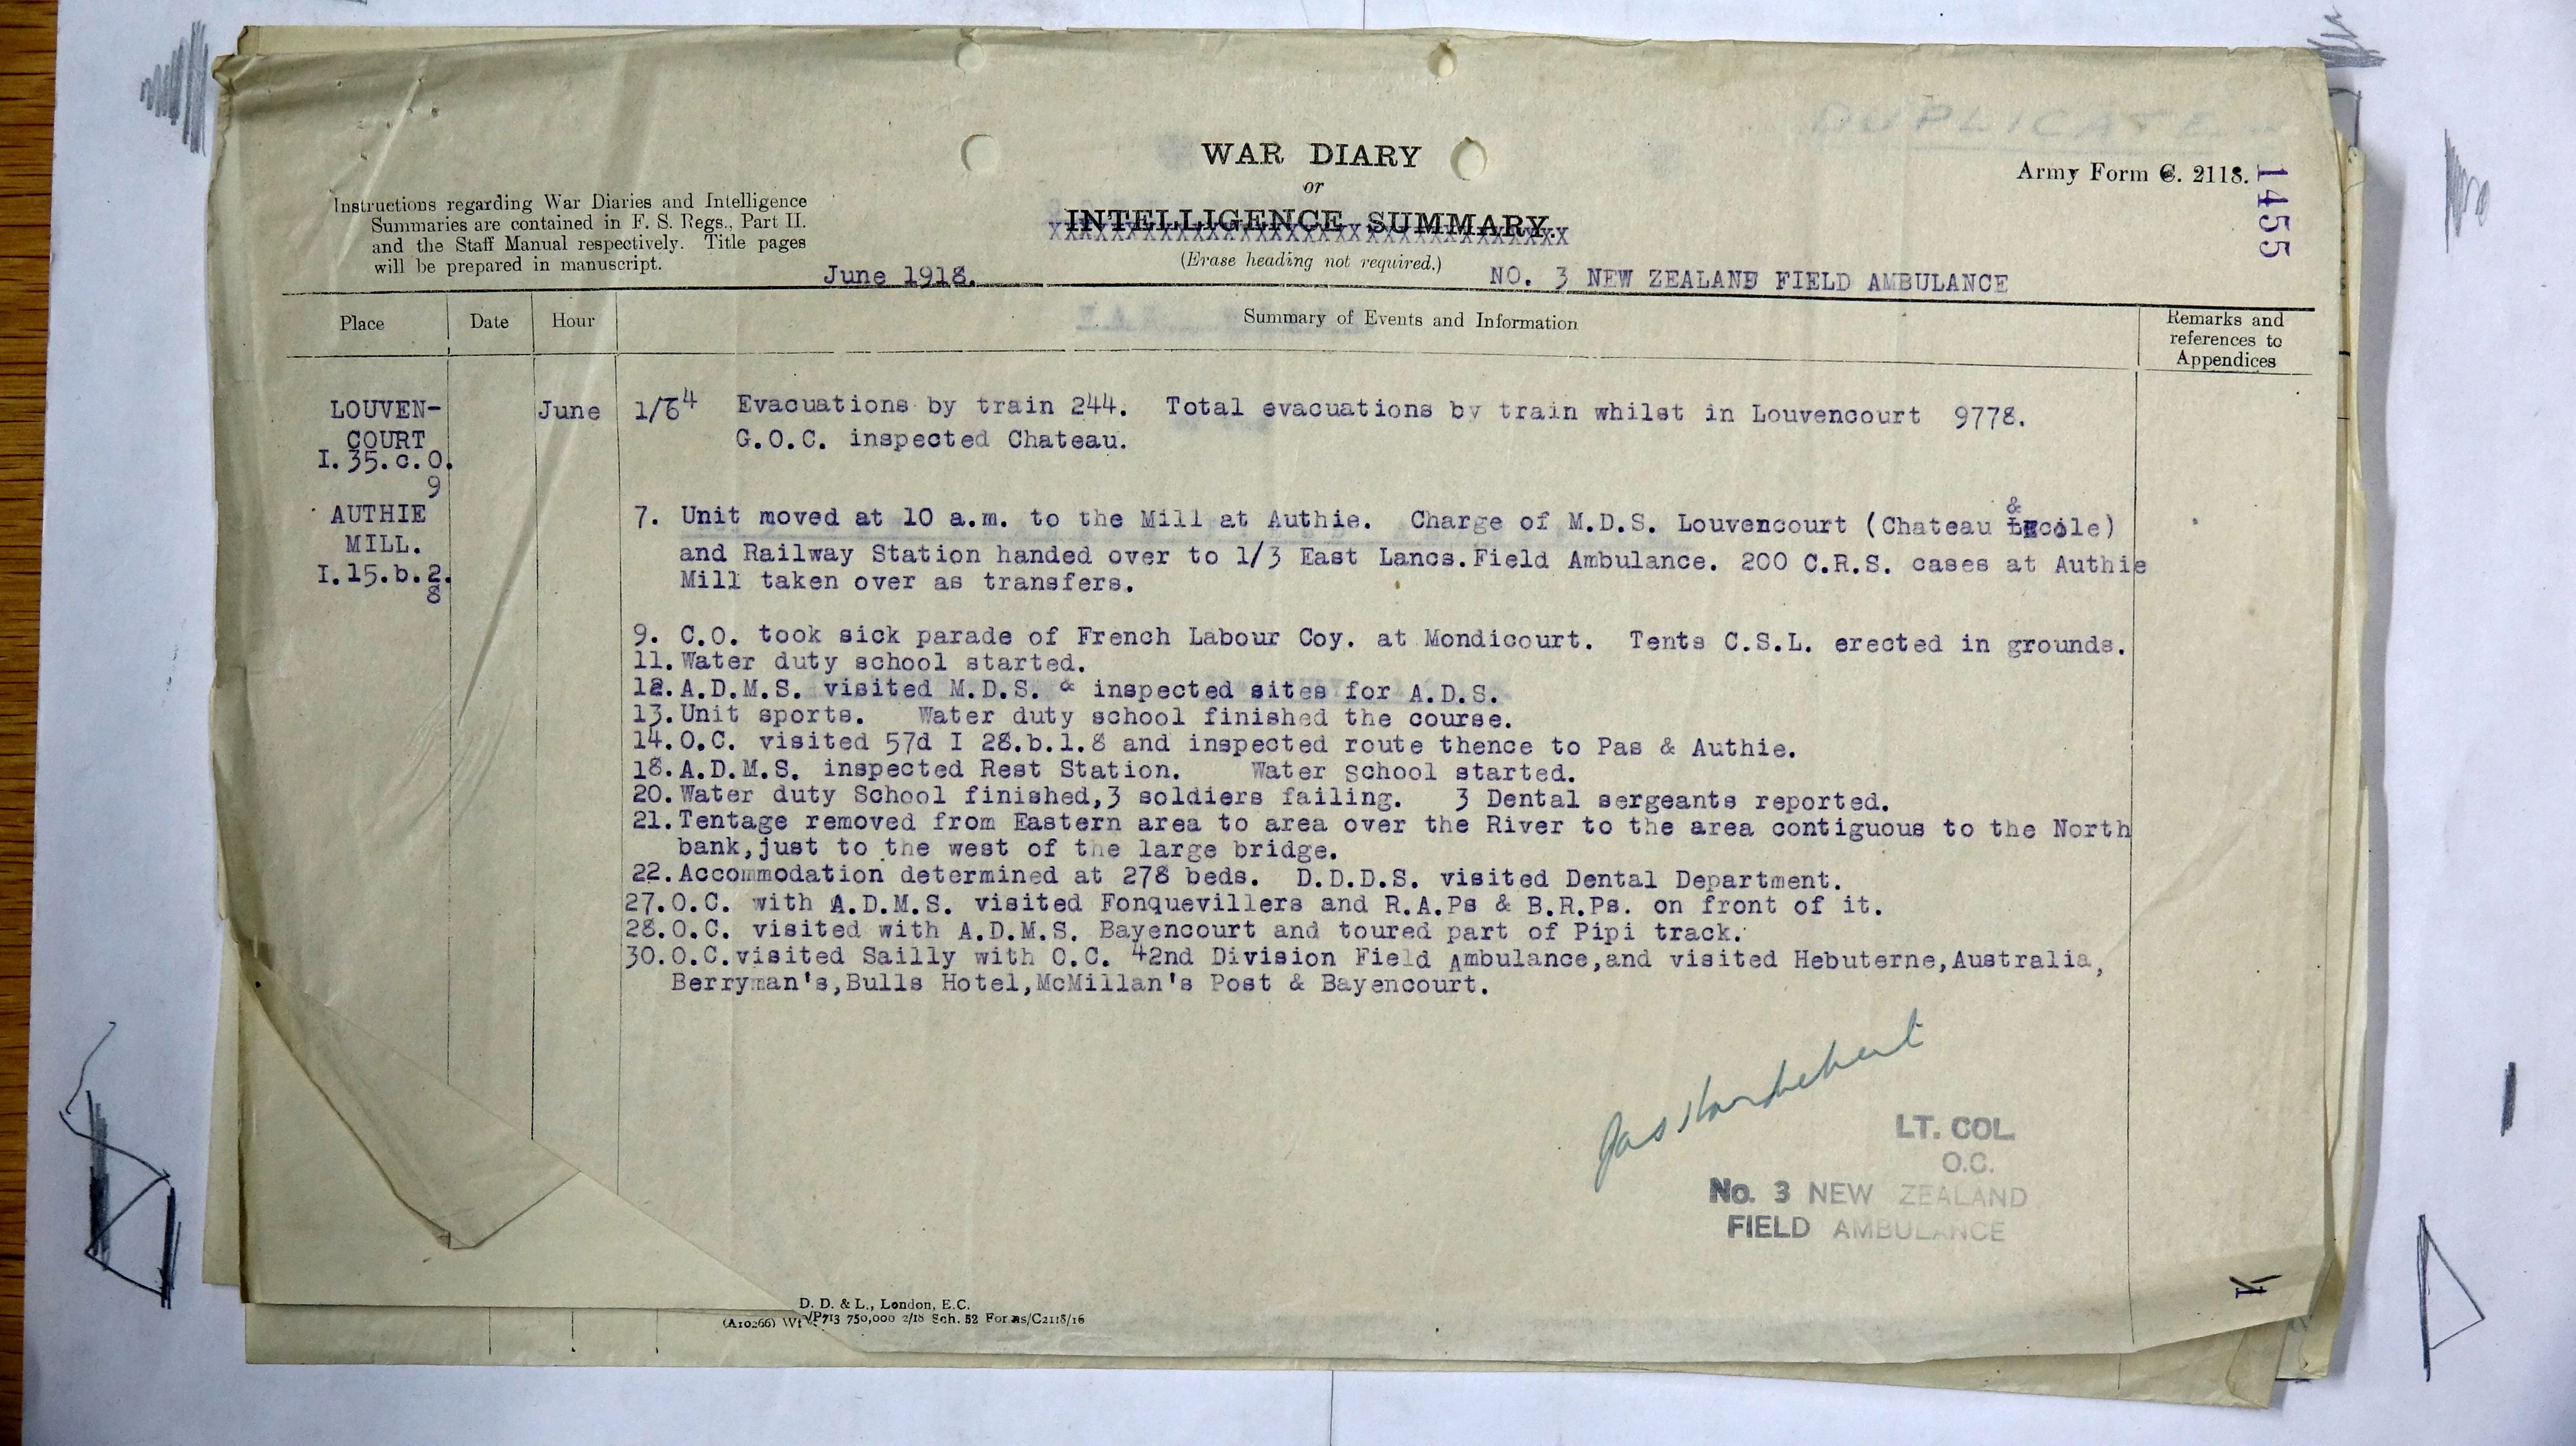 DUPLICATE
WAR DIARY
or
INTELLIGENCE SUMMARY.
(Erase heading not required.)
Army Form C. 2118.
1455
Instructions regarding War Diaries and Intelligence
Summaries are contained in F. S. Regs., Part II.
and the Staff Manual respectively. Title pages
will be prepared in manuscript.
June 1918.
NO. 3 NEW ZEALAND FIELD AMBULANCE
Place Date Hour Summary of Events and Information Remarks and
references to
Appendices
LOUVEN-
COURT
I.35.c.0.
9
AUTHIE
MILL.
I.15.b.2.
8
June 1/6 4 Evacuations by train 244. Total evacuations by train whilst in Louvencourt 9778.
G.O.C. inspected Chateau.
7. Unit moved at 10 a.m. to the Mill at Authie. Charge of M.D.S. Louvencourt (Chateau & Ecole)
and Railway Station handed over to 1/3 East Lancs.Field Ambulance. 200 C.R.S. cases at Authie
Mill taken over as transfers.
9. C.O. took sick parade of French Labour Coy. at Mondicourt. Tents C.S.L. erected in grounds.
11. Water duty school started.
12. A.D.M.S. visited M.D.S. & inspected sites for A.D.S.
13. Unit sports. Water duty school finished the course.
14. O.C. visited 57d I 28.b.1.8 and inspected route thence to Pas & Authie.
18. A.D.M.S. inspected Rest Station. Water school started.
20. Water duty School finished,3 soldiers failing. 3 Dental sergeants reported.
21. Tentage removed from Eastern area to area over the River to the area contiguous to the North
bank,just to the west of the large bridge.
22. Accommodation determined at 278 beds. D.D.D.S. visited Dental Department.
27. O.C. with A.D.M.S. visited Fonquevillers and R.A.Ps & B.R.Ps. on front of it.
28. O.C. visited with A.D.M.S. Bayencourt and toured part of Pipi track.
30. O.C.visited Sailly with O.C. 42nd Division Field Ambulance,and visited Hebuterne,Australia,
Berryman's,Bulls Hotel,McMillan's Post & Bayencourt.
LT. COL.
O.C.
No. 3 NEW ZEALAND
FIELD AMBULANCE
D. D. & L., London, E.C.
(A10266) Wt /P713 750,000 2/18 Sch. 52 Forms/C2118/16